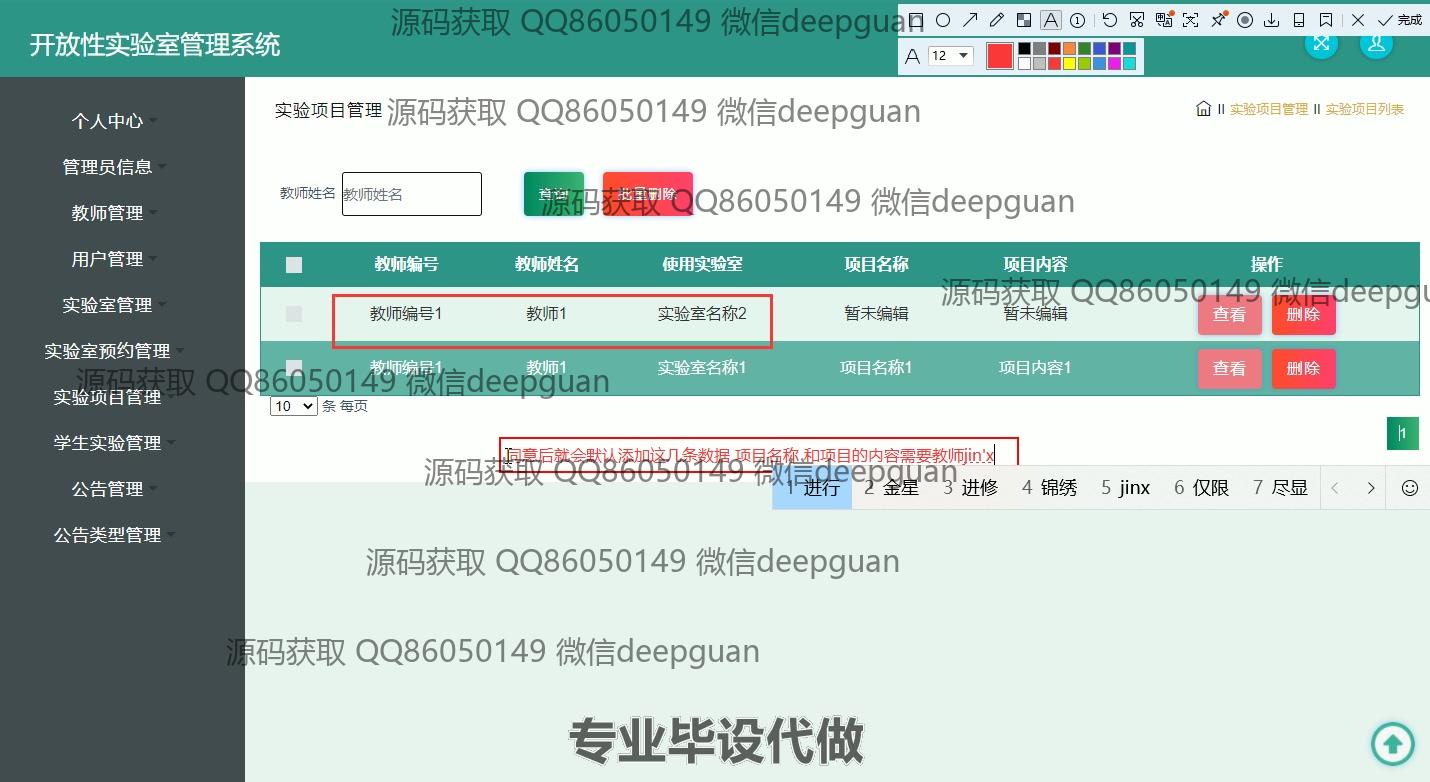 源码获取 QQ86050149 微信deepguan
12
完成
开放性实验室管理系统
个人中心
管理员信息
教师管理
用户管理
实验室管理
实验室预约管理
实验项目管理
学生实验管理
公告管理
公告类型管理
实验项目管理
源码获取 QQ86050149 微信deepguan
实验项目管理 实验项目列表
教师姓名 教师姓名 查询 批量删除
源码获取 QQ86050149 微信deepguan
教师编号 教师姓名 使用实验室 项目名称 项目内容 操作
源码获取 QQ86050149 微信deepgu
教师编号1 教师1 实验室名称2 暂未编辑 暂未编辑 查看 删除
教师编号1 教师1 实验室名称1 项目名称1 项目内容1 查看 删除
源码获取 QQ86050149 微信deepguan
10 条 每页
1
同意后就会默认添加这几条数据 项目名称 和项目的内容需要教师jin'x
源码获取 QQ86050149 微信deepguan
1 进行 2 金星 3 进修 4 锦绣 5 jinx 6 仅限 7 尽显
源码获取 QQ86050149 微信deepguan
源码获取 QQ86050149 微信deepguan
专业毕设代做